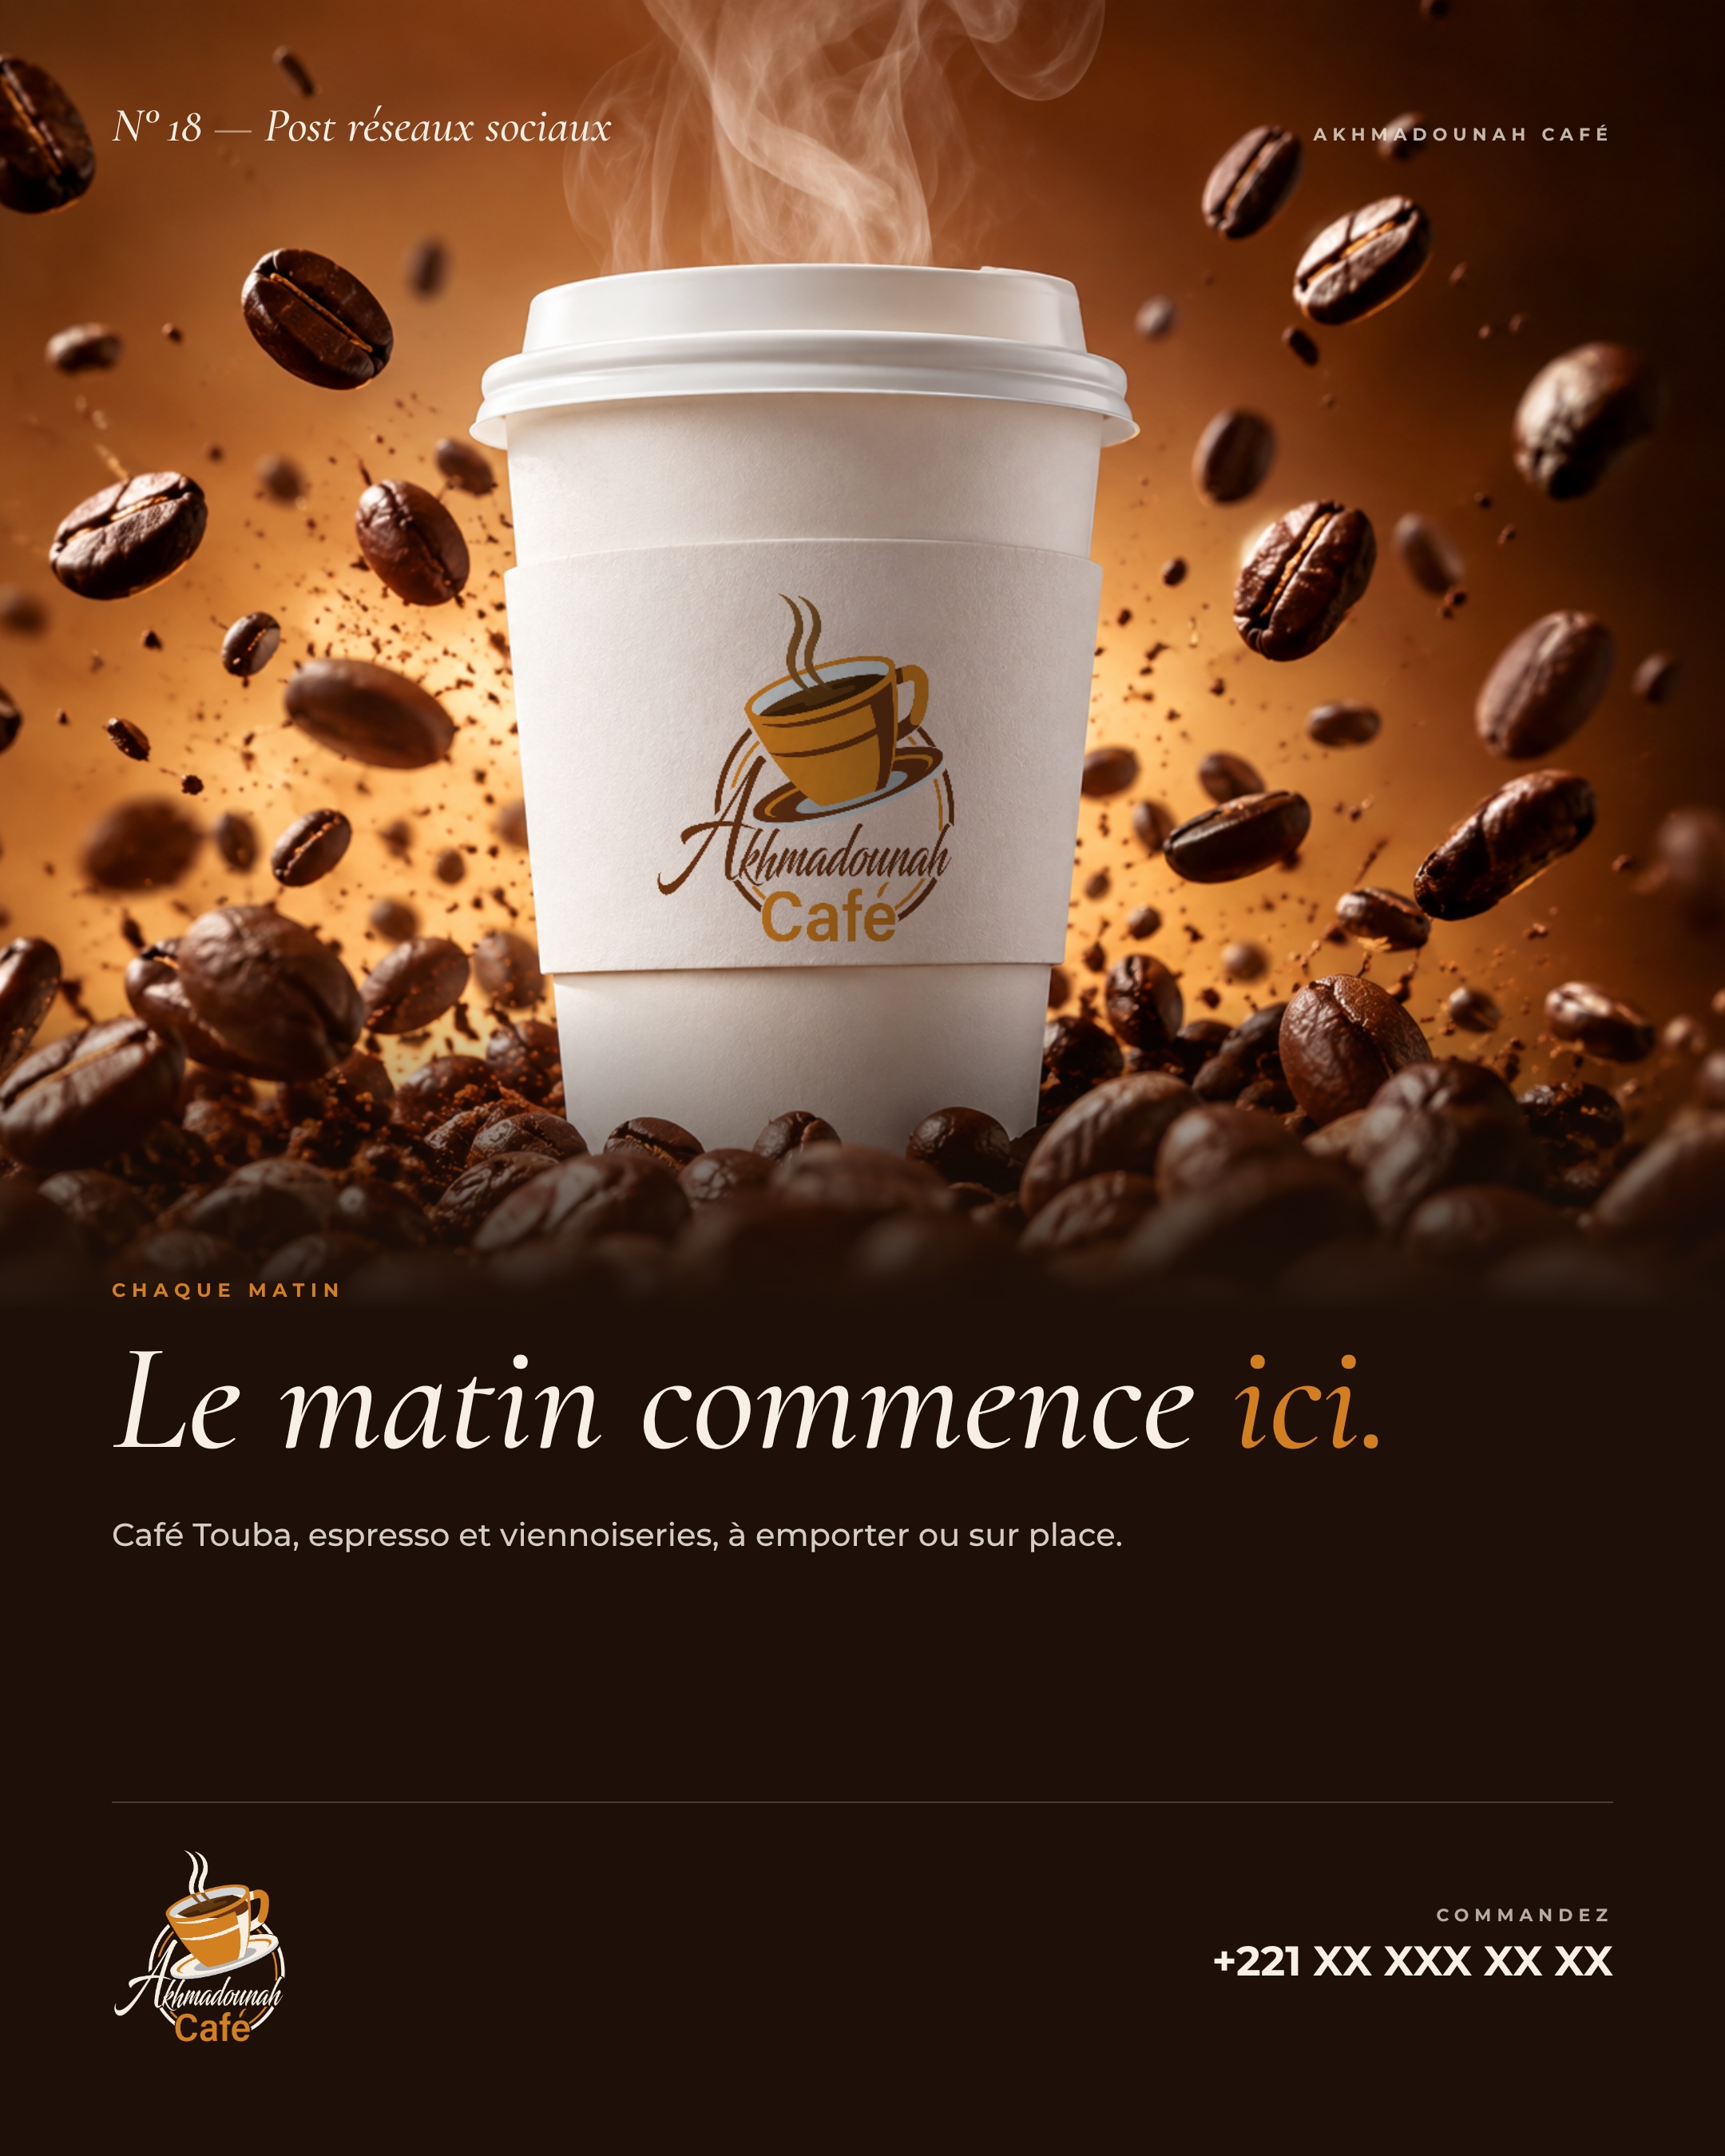 Nº 18 — Post réseaux sociaux
AKHMADOUNAH CAFÉ
Akhmadounah
Café
CHAQUE MATIN
Le matin commence ici.
Café Touba, espresso et viennoiseries, à emporter ou sur place.
Akhmadounah
Café
COMMANDEZ
+221 XX XXX XX XX